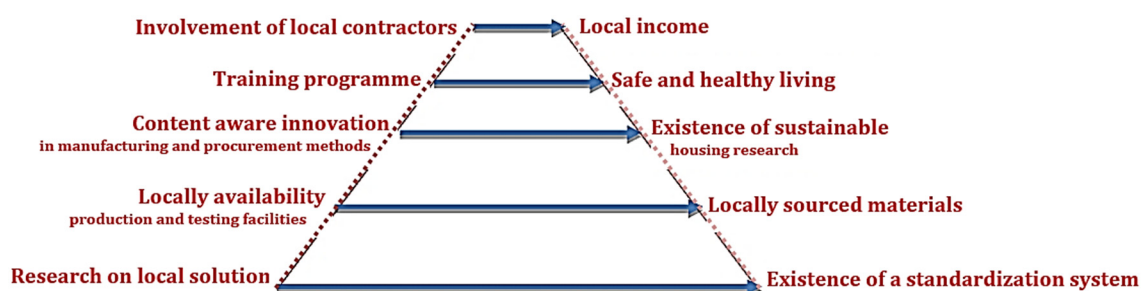 Involvement of local contractors
Local income
Training programme
Safe and healthy living
Content aware innovation
in manufacturing and procurement methods
Existence of sustainable
housing research
Locally availability
production and testing facilities
Locally sourced materials
Research on local solution
Existence of a standardization system